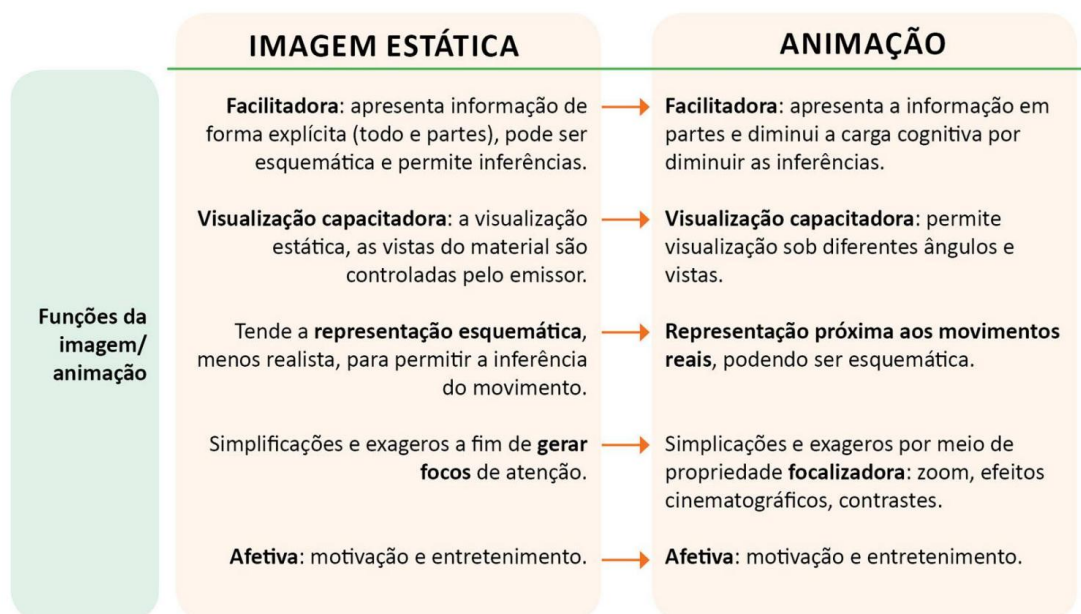 IMAGEM ESTÁTICA
ANIMAÇÃO
Funções da
imagem/
animação
Facilitadora: apresenta informação de
forma explícita (todo e partes), pode ser
esquemática e permite inferências.
Facilitadora: apresenta a informação em
partes e diminui a carga cognitiva por
diminuir as inferências.
Visualização capacitadora: a visualização
estática, as vistas do material são
controladas pelo emissor.
Visualização capacitadora: permite
visualização sob diferentes ângulos e
vistas.
Tende a representação esquemática,
menos realista, para permitir a inferência
do movimento.
Representação próxima aos movimentos
reais, podendo ser esquemática.
Simplificações e exageros a fim de gerar
focos de atenção.
Simplicações e exageros por meio de
propriedade focalizadora: zoom, efeitos
cinematográficos, contrastes.
Afetiva: motivação e entretenimento.
Afetiva: motivação e entretenimento.